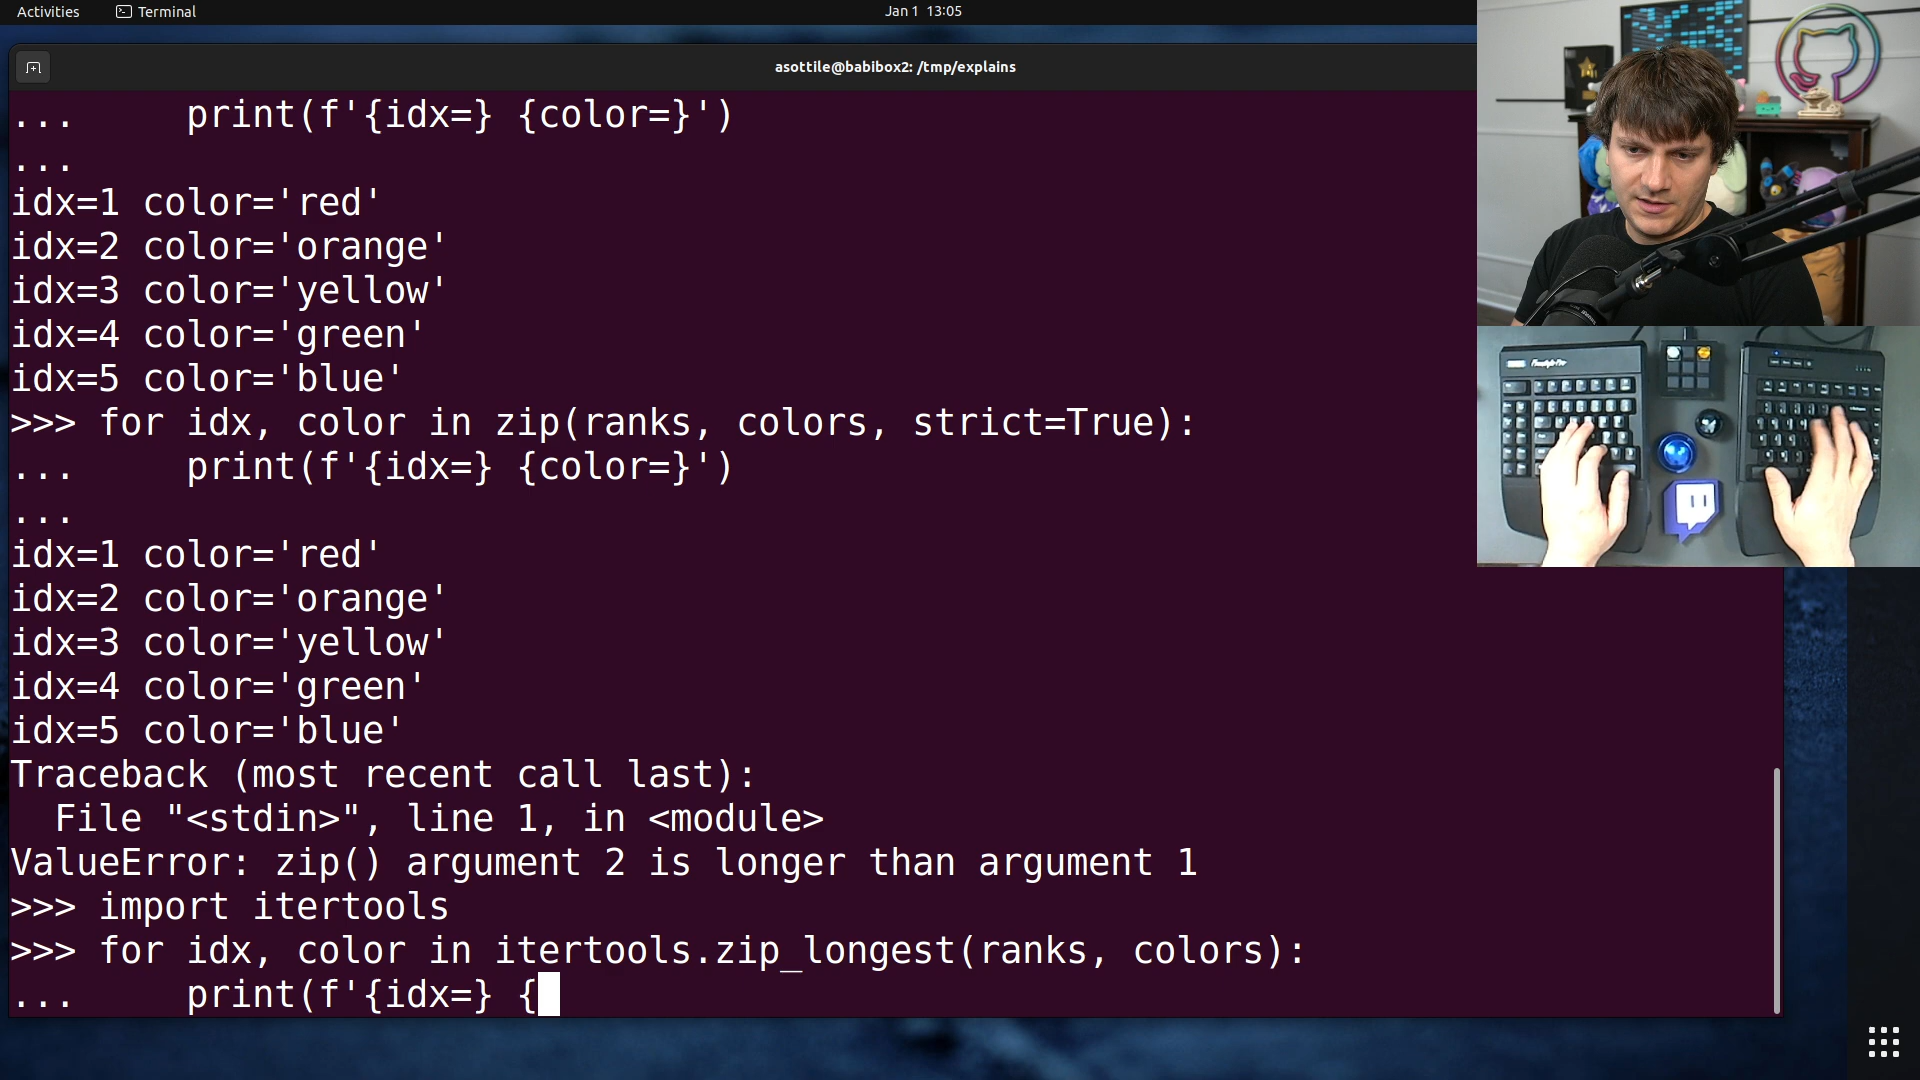 Activities Terminal Jan 1 13:05
asottile@babibox2: /tmp/explains
... print(f'{idx=} {color=}')
...
idx=1 color='red'
idx=2 color='orange'
idx=3 color='yellow'
idx=4 color='green'
idx=5 color='blue'
>>> for idx, color in zip(ranks, colors, strict=True):
... print(f'{idx=} {color=}')
...
idx=1 color='red'
idx=2 color='orange'
idx=3 color='yellow'
idx=4 color='green'
idx=5 color='blue'
Traceback (most recent call last):
File "<stdin>", line 1, in <module>
ValueError: zip() argument 2 is longer than argument 1
>>> import itertools
>>> for idx, color in itertools.zip_longest(ranks, colors):
... print(f'{idx=} {